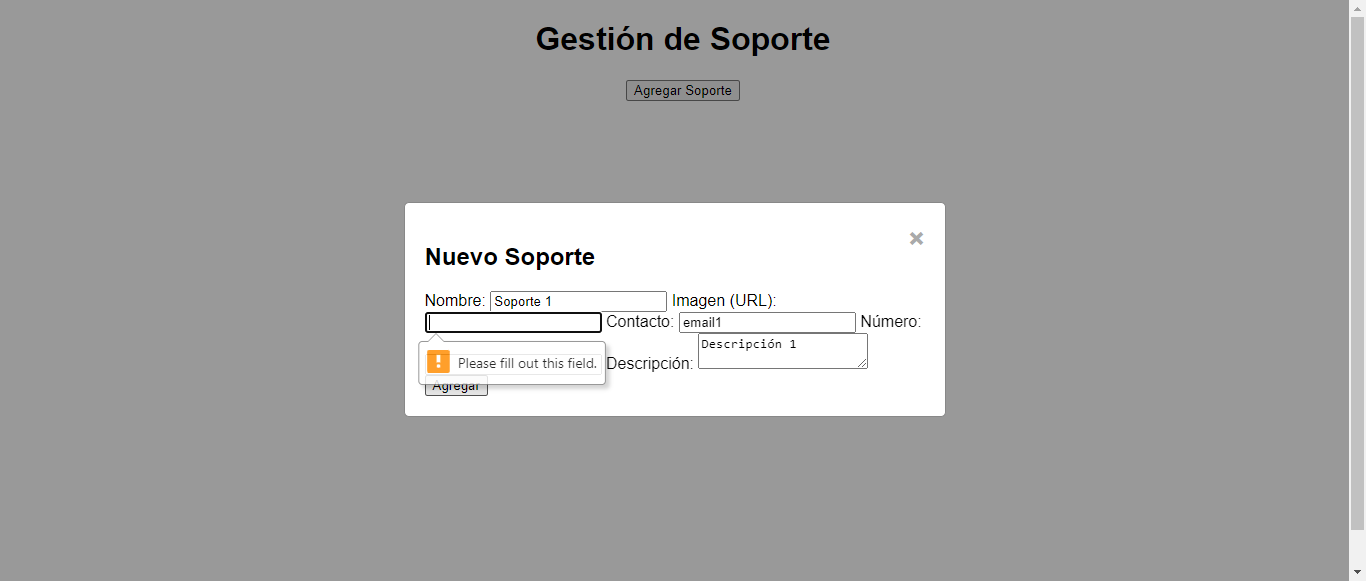 Gestión de Soporte
Agregar Soporte
×
Nuevo Soporte
Nombre: Soporte 1 Imagen (URL):
Contacto: email1 Número:
Please fill out this field. Descripción: Descripción 1
Agregar